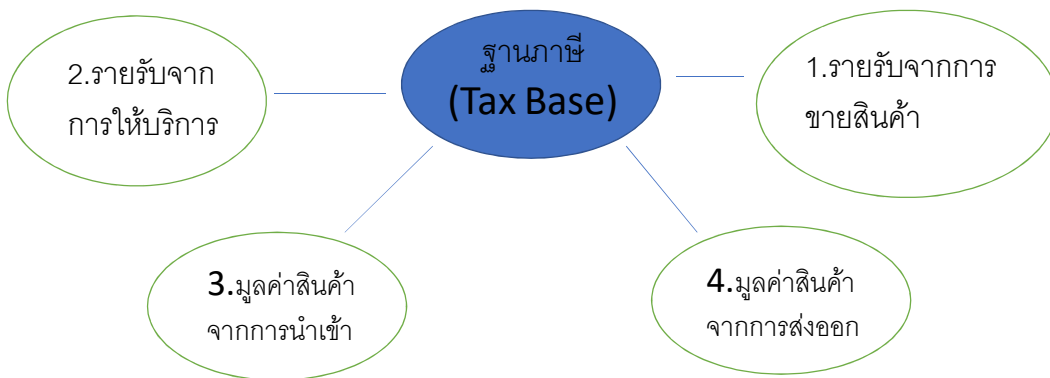 ฐานภาษี
(Tax Base)
1.รายรับจากการ
ขายสินค้า
2.รายรับจาก
การให้บริการ
3.มูลค่าสินค้า
จากการนำเข้า
4.มูลค่าสินค้า
จากการส่งออก